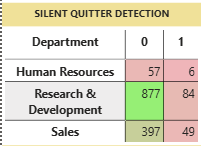 SILENT QUITTER DETECTION
Department 0 1
Human Resources 57 6
Research &
Development 877 84
Sales 397 49